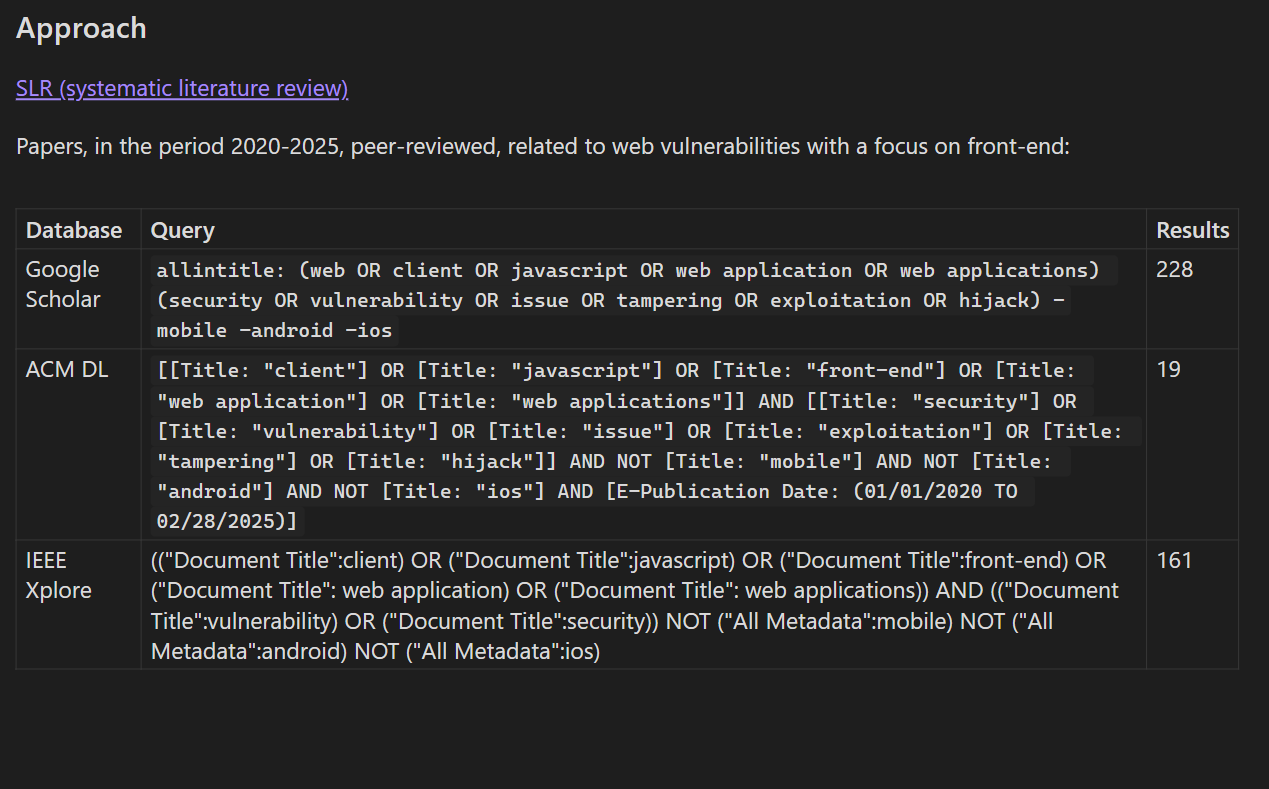 Approach
SLR (systematic literature review)
Papers, in the period 2020-2025, peer-reviewed, related to web vulnerabilities with a focus on front-end:
Database Query Results
Google Scholar
allintitle: (web OR client OR javascript OR web application OR web applications)
(security OR vulnerability OR issue OR tampering OR exploitation OR hijack) -
mobile -android -ios
228
ACM DL
[[Title: "client"] OR [Title: "javascript"] OR [Title: "front-end"] OR [Title:
"web application"] OR [Title: "web applications"]] AND [[Title: "security"] OR
[Title: "vulnerability"] OR [Title: "issue"] OR [Title: "exploitation"] OR [Title:
"tampering"] OR [Title: "hijack"]] AND NOT [Title: "mobile"] AND NOT [Title:
"android"] AND NOT [Title: "ios"] AND [E-Publication Date: (01/01/2020 TO
02/28/2025)]
19
IEEE Xplore
(("Document Title":client) OR ("Document Title":javascript) OR ("Document Title":front-end) OR
("Document Title": web application) OR ("Document Title": web applications)) AND (("Document
Title":vulnerability) OR ("Document Title":security)) NOT ("All Metadata":mobile) NOT ("All
Metadata":android) NOT ("All Metadata":ios)
161